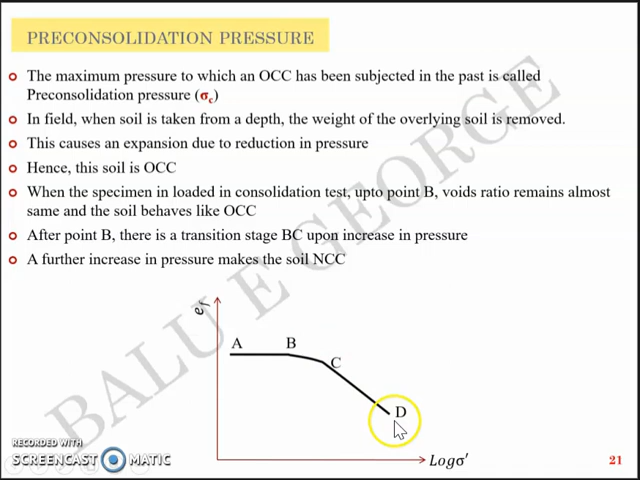 PRECONSOLIDATION PRESSURE
The maximum pressure to which an OCC has been subjected in the past is called
Preconsolidation pressure (σc)
In field, when soil is taken from a depth, the weight of the overlying soil is removed.
This causes an expansion due to reduction in pressure
Hence, this soil is OCC
When the specimen in loaded in consolidation test, upto point B, voids ratio remains almost
same and the soil behaves like OCC
After point B, there is a transition stage BC upon increase in pressure
A further increase in pressure makes the soil NCC
ef
A
B
C
D
Logσ'
BALU E GEORGE
RECORDED WITH
SCREENCAST MATIC
21